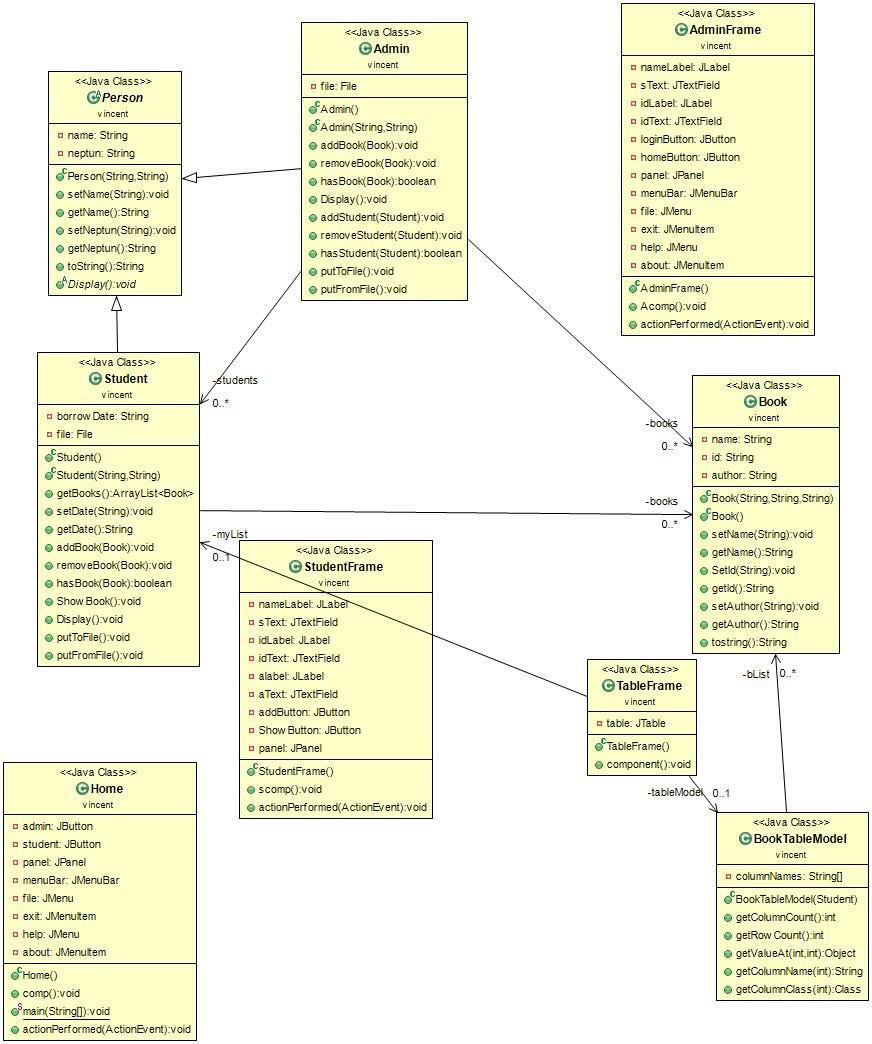 <<Java Class>>
Person
vincent
name: String
neptun: String
Person(String,String)
setName(String):void
getName():String
setNeptun(String):void
getNeptun():String
toString():String
Display():void
<<Java Class>>
Admin
vincent
file: File
Admin()
Admin(String,String)
addBook(Book):void
removeBook(Book):void
hasBook(Book):boolean
Display():void
addStudent(Student):void
removeStudent(Student):void
hasStudent(Student):boolean
putToFile():void
putFromFile():void
<<Java Class>>
AdminFrame
vincent
nameLabel: JLabel
sText: JTextField
idLabel: JLabel
idText: JTextField
loginButton: JButton
homeButton: JButton
panel: JPanel
menuBar: JMenuBar
file: JMenu
exit: JMenuItem
help: JMenu
about: JMenuItem
AdminFrame()
Acomp():void
actionPerformed(ActionEvent):void
<<Java Class>>
Student
vincent
borrow Date: String
file: File
Student()
Student(String,String)
getBooks():ArrayList<Book>
setDate(String):void
getDate():String
addBook(Book):void
removeBook(Book):void
hasBook(Book):boolean
Show Book():void
Display():void
putToFile():void
putFromFile():void
-students
0..*
-books
0..*
-books
0..*
-myList
0..1
<<Java Class>>
Book
vincent
name: String
id: String
author: String
Book(String,String,String)
Book()
setName(String):void
getName():String
SetId(String):void
getId():String
setAuthor(String):void
getAuthor():String
tostring():String
<<Java Class>>
StudentFrame
vincent
nameLabel: JLabel
sText: JTextField
idLabel: JLabel
idText: JTextField
alabel: JLabel
aText: JTextField
addButton: JButton
Show Button: JButton
panel: JPanel
StudentFrame()
scomp():void
actionPerformed(ActionEvent):void
<<Java Class>>
TableFrame
vincent
table: JTable
TableFrame()
component():void
-bList
0..*
-tableModel
0..1
<<Java Class>>
Home
vincent
admin: JButton
student: JButton
panel: JPanel
menuBar: JMenuBar
file: JMenu
exit: JMenuItem
help: JMenu
about: JMenuItem
Home()
comp():void
main(String[]):void
actionPerformed(ActionEvent):void
<<Java Class>>
BookTableModel
vincent
columnNames: String[]
BookTableModel(Student)
getColumnCount():int
getRow Count():int
getValueAt(int,int):Object
getColumnName(int):String
getColumnClass(int):Class